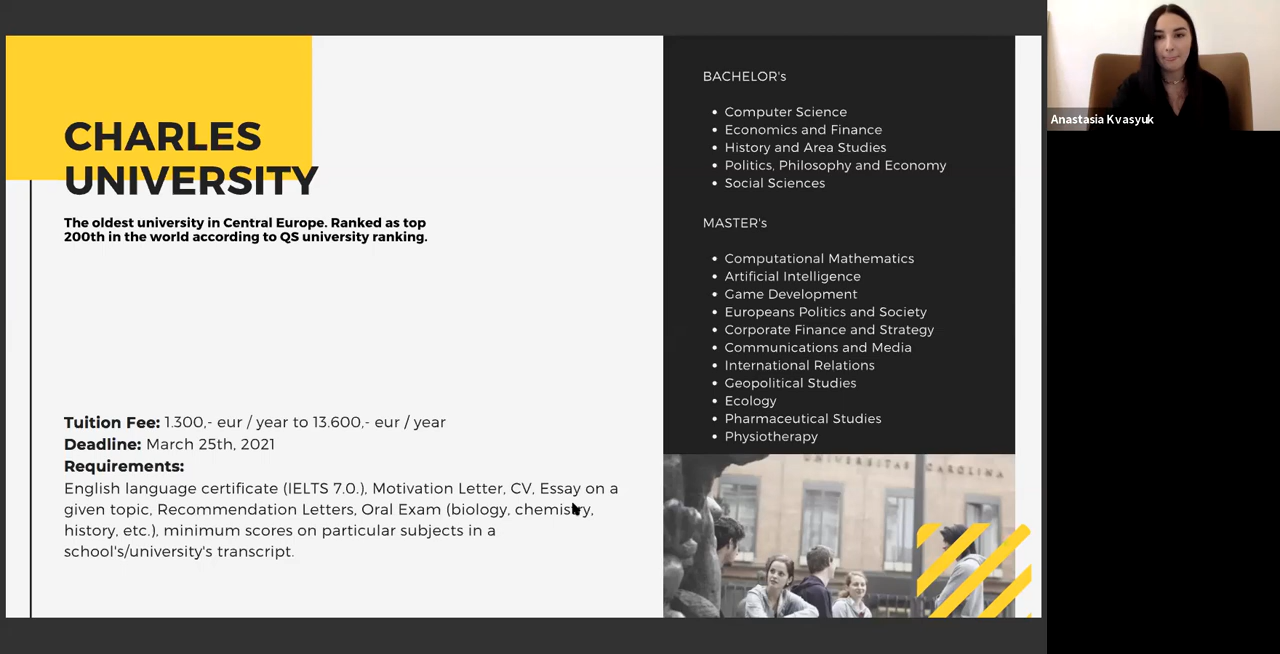 CHARLES
UNIVERSITY
The oldest university in Central Europe. Ranked as top
200th in the world according to QS university ranking.
Tuition Fee: 1.300,- eur / year to 13.600,- eur / year
Deadline: March 25th, 2021
Requirements:
English language certificate (IELTS 7.0.), Motivation Letter, CV, Essay on a
given topic, Recommendation Letters, Oral Exam (biology, chemistry,
history, etc.), minimum scores on particular subjects in a
school's/university's transcript.
BACHELOR's
• Computer Science
• Economics and Finance
• History and Area Studies
• Politics, Philosophy and Economy
• Social Sciences
MASTER's
• Computational Mathematics
• Artificial Intelligence
• Game Development
• Europeans Politics and Society
• Corporate Finance and Strategy
• Communications and Media
• International Relations
• Geopolitical Studies
• Ecology
• Pharmaceutical Studies
• Physiotherapy
UNIVERSITAS CAROLINA
Anastasia Kvasyuk